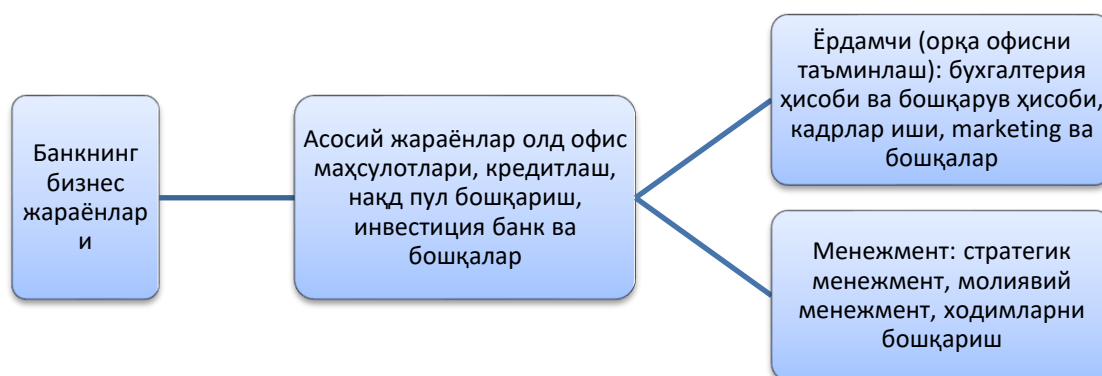 Банкнинг
бизнес
жараёнлар
и
Асосий жараёнлар олд офис
маҳсулотлари, кредитлаш,
нақд пул бошқариш,
инвестиция банк ва
бошқалар
Ёрдамчи (орқа офисни
таъминлаш): бухгалтерия
ҳисоби ва бошқарув ҳисоби,
кадрлар иши, marketing ва
бошқалар
Менежмент: стратегик
менежмент, молиявий
менежмент, ходимларни
бошқариш